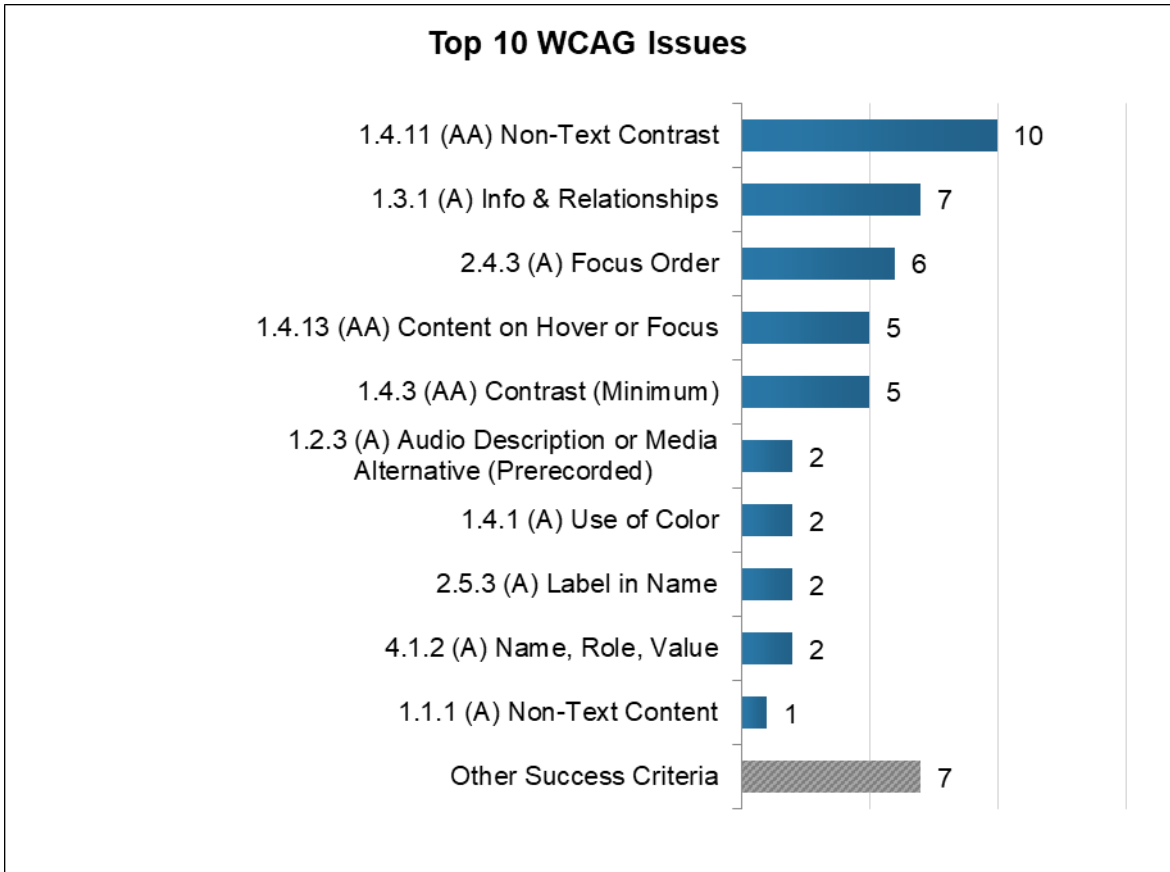 Top 10 WCAG Issues
1.4.11 (AA) Non-Text Contrast 10
1.3.1 (A) Info & Relationships 7
2.4.3 (A) Focus Order 6
1.4.13 (AA) Content on Hover or Focus 5
1.4.3 (AA) Contrast (Minimum) 5
1.2.3 (A) Audio Description or Media
Alternative (Prerecorded) 2
1.4.1 (A) Use of Color 2
2.5.3 (A) Label in Name 2
4.1.2 (A) Name, Role, Value 2
1.1.1 (A) Non-Text Content 1
Other Success Criteria 7